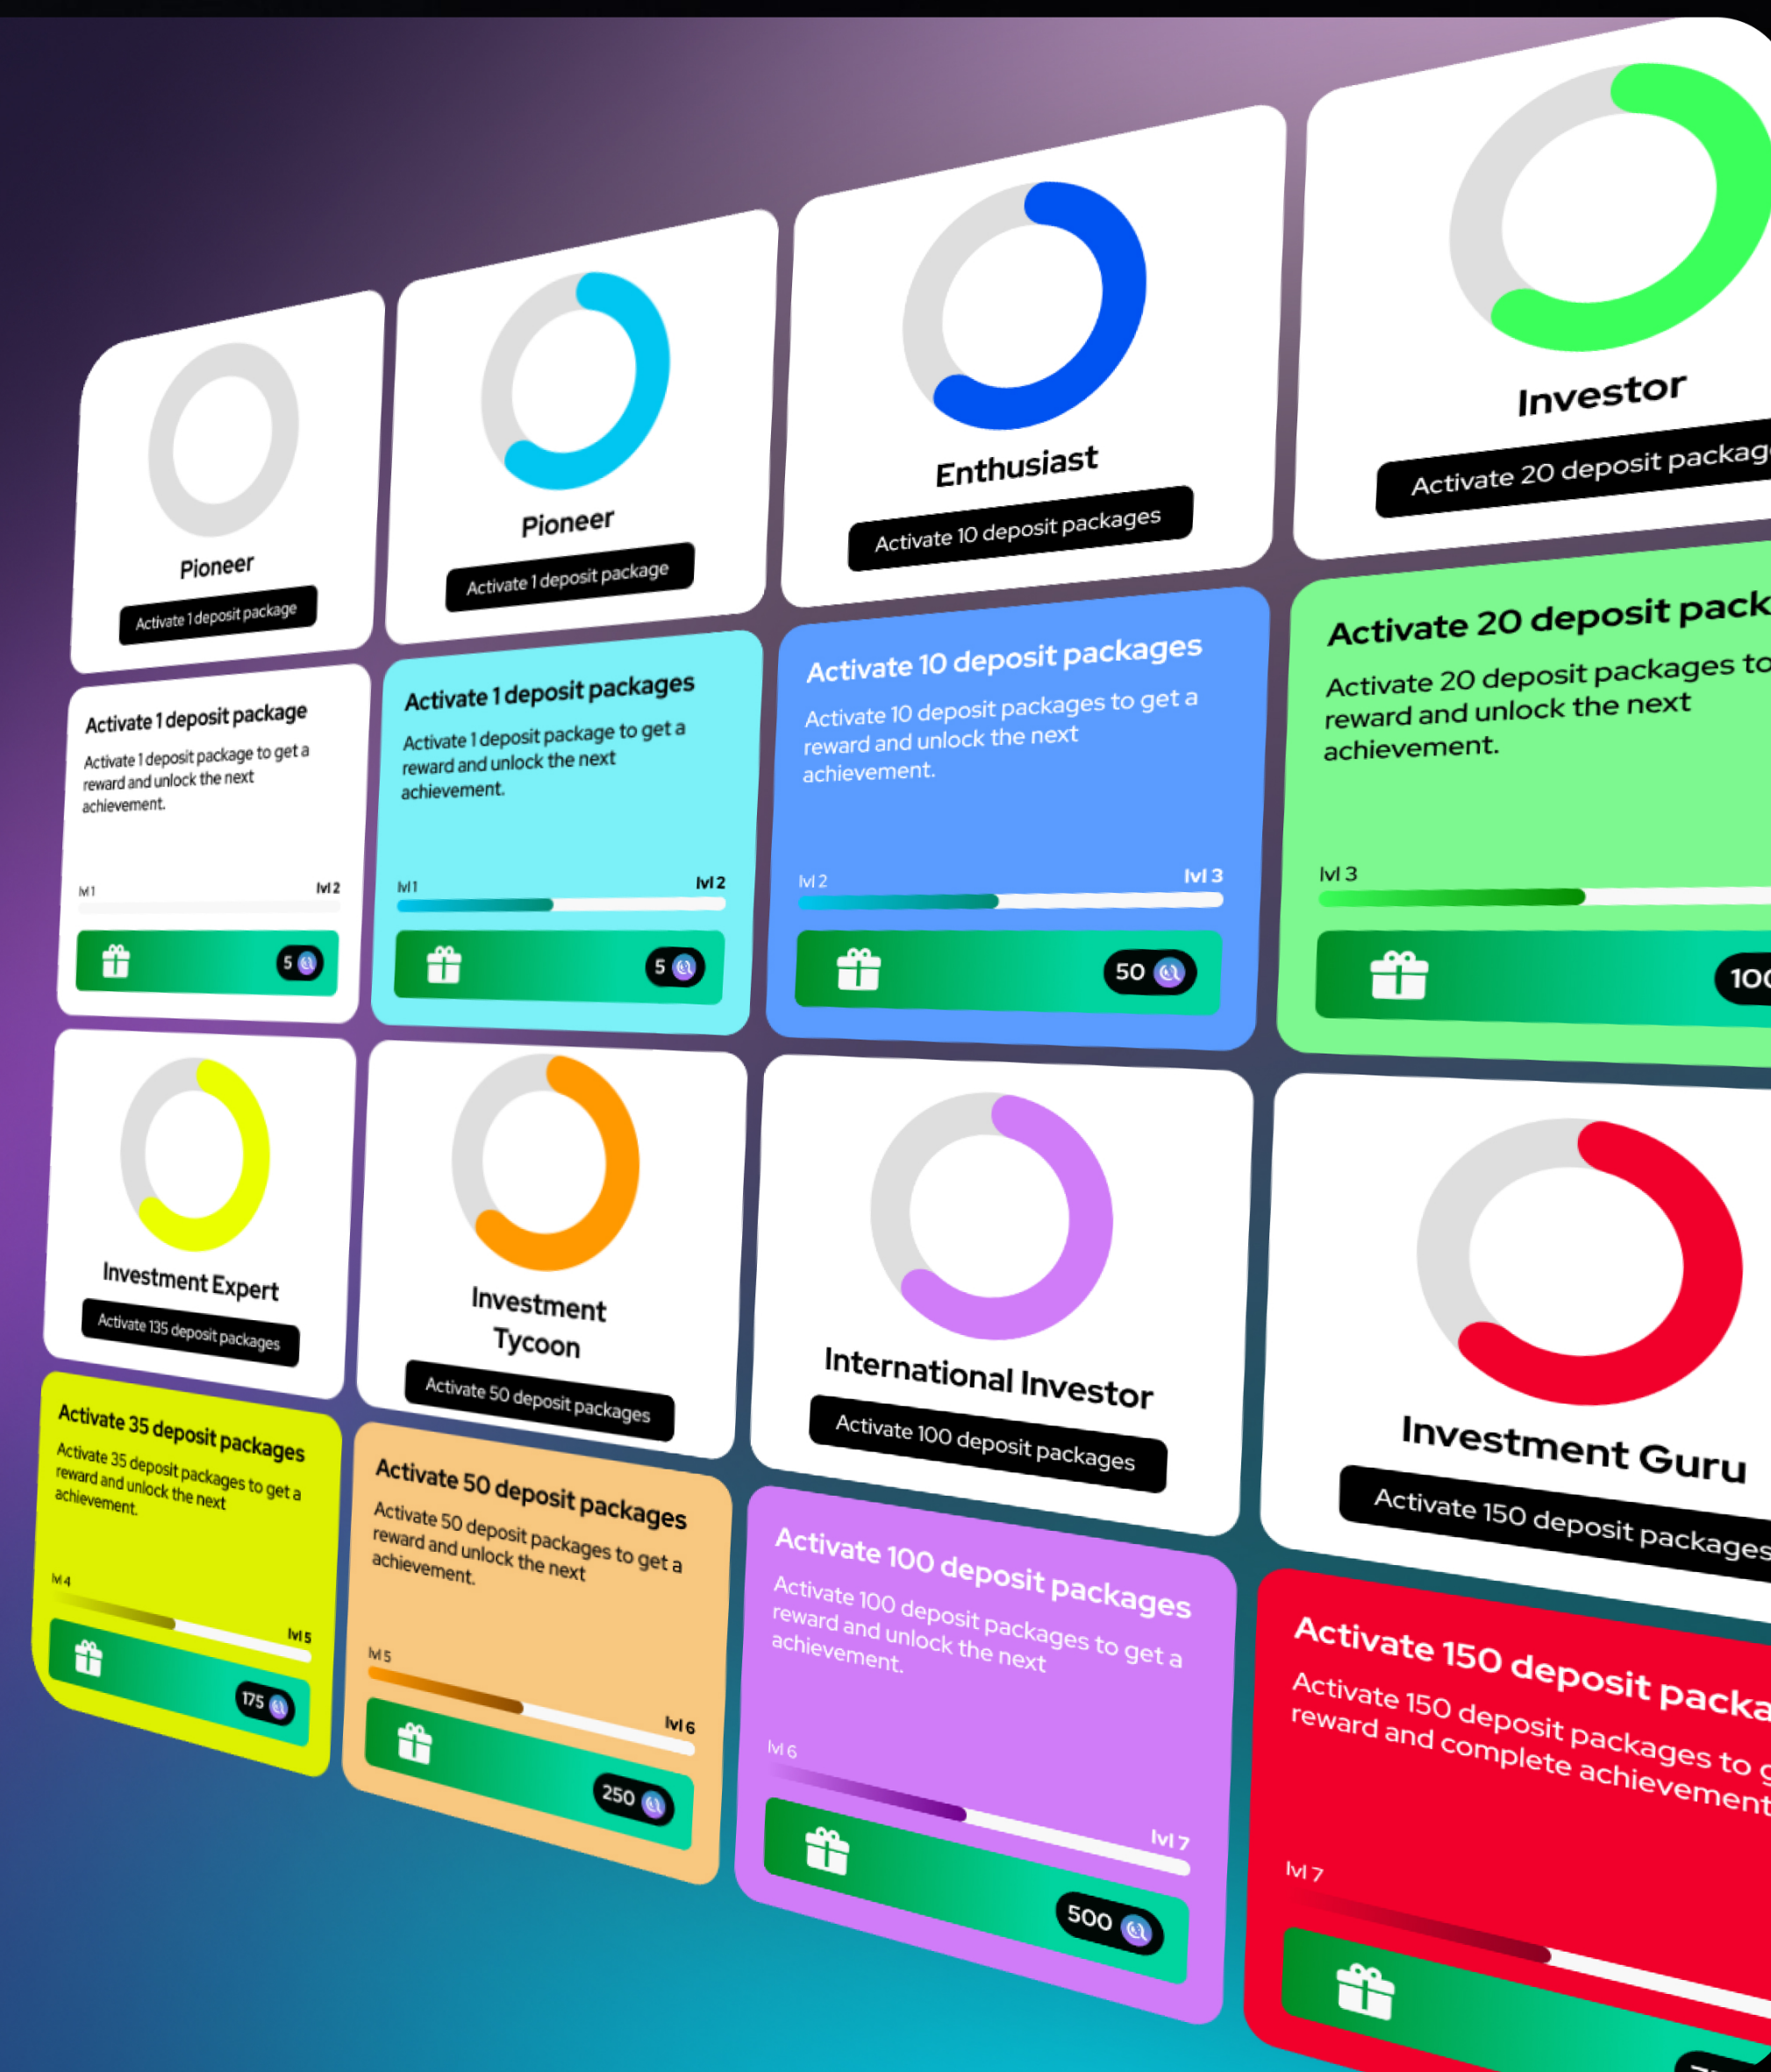 Pioneer
Activate 1 deposit package
Pioneer
Activate 1 deposit package
Enthusiast
Activate 10 deposit packages
Investor
Activate 20 deposit packag
Activate 1 deposit package
Activate 1 deposit package to get a
reward and unlock the next
achievement.
lvl 1
lvl 2
5
Activate 1 deposit packages
Activate 1 deposit package to get a
reward and unlock the next
achievement.
lvl 1
lvl 2
5
Activate 10 deposit packages
Activate 10 deposit packages to get a
reward and unlock the next
achievement.
lvl 2
lvl 3
50
Activate 20 deposit pack
Activate 20 deposit packages to
reward and unlock the next
achievement.
lvl 3
100
Investment Expert
Activate 135 deposit packages
Investment
Tycoon
Activate 50 deposit packages
International Investor
Activate 100 deposit packages
Investment Guru
Activate 150 deposit packages
Activate 35 deposit packages
Activate 35 deposit packages to get a
reward and unlock the next
achievement.
lvl 4
lvl 5
175
Activate 50 deposit packages
Activate 50 deposit packages to get a
reward and unlock the next
achievement.
lvl 5
lvl 6
250
Activate 100 deposit packages
Activate 100 deposit packages to get a
reward and unlock the next
achievement.
lvl 6
lvl 7
500
Activate 150 deposit packa
Activate 150 deposit packages to g
reward and complete achievement
lvl 7